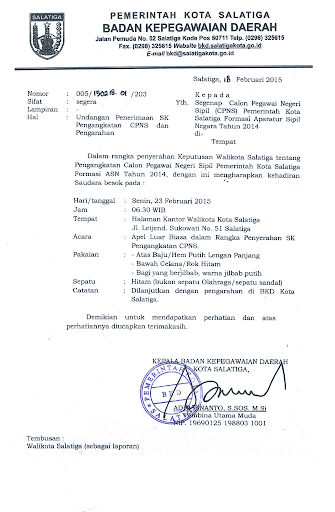 SALATIGA
PEMERINTAH KOTA SALATIGA
BADAN KEPEGAWAIAN DAERAH
Jalan Pemuda No. 02 Salatiga Kode Pos 50711 Telp. (0298) 325615
Fax. (0298) 325615 Website bkd.salatigakota.go.id
E-mail @salatigakota.go.id
Salatiga, 18 Februari 2015
Nomor : 005/150218.01/203
Sifat : segera
Lampiran : -
Hal : Undangan Penerimaan SK
Pengangkatan CPNS dan
Pengarahan
Kepada
Yth. Segenap Calon Pegawai Negeri
Sipil (CPNS) Pemerintah Kota
Salatiga Formasi Aparatur Sipil
Negara Tahun 2014
di-
Tempat
Dalam rangka penyerahan Keputusan Walikota Salatiga tentang
Pengangkatan Calon Pegawai Negeri Sipil Pemerintah Kota Salatiga
Formasi ASN Tahun 2014, dengan ini mengharapkan kehadiran
Saudara besok pada :
Hari/tanggal : Senin, 23 Februari 2015
Jam : 06.30 WIB
Tempat : Halaman Kantor Walikota Kota Salatiga
Jl. Letjend. Sukowati No. 51 Salatiga
Acara : Apel Luar Biasa dalam Rangka Penyerahan SK
Pengangkatan CPNS.
Pakaian : - Atas Baju/Hem Putih Lengan Panjang
- Bawah Celana/Rok Hitam
- Bagi yang berjilbab, warna jilbab putih
Sepatu : Hitam (bukan sepatu Olahraga/sepatu sandal)
Catatan : Dilanjutkan dengan pengarahan di BKD Kota
Salatiga.
Demikian untuk mendapatkan perhatian dan atas
perhatiannya diucapkan terimakasih.
KEPALA BADAN KEPEGAWAIAN DAERAH
KOTA SALATIGA,
PEMERINTAH
BKD
SALATIGA
ISNANTO, S.SOS, M.Si
Pembina Utama Muda
NIP. 19690125 198803 1001
Tembusan :
Walikota Salatiga (sebagai laporan)